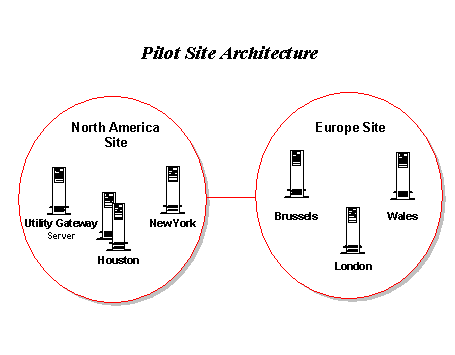 Pilot Site Architecture
North America
Site
Europe Site
Utility Gateway
Server
NewYork
Houston
Brussels
Wales
London